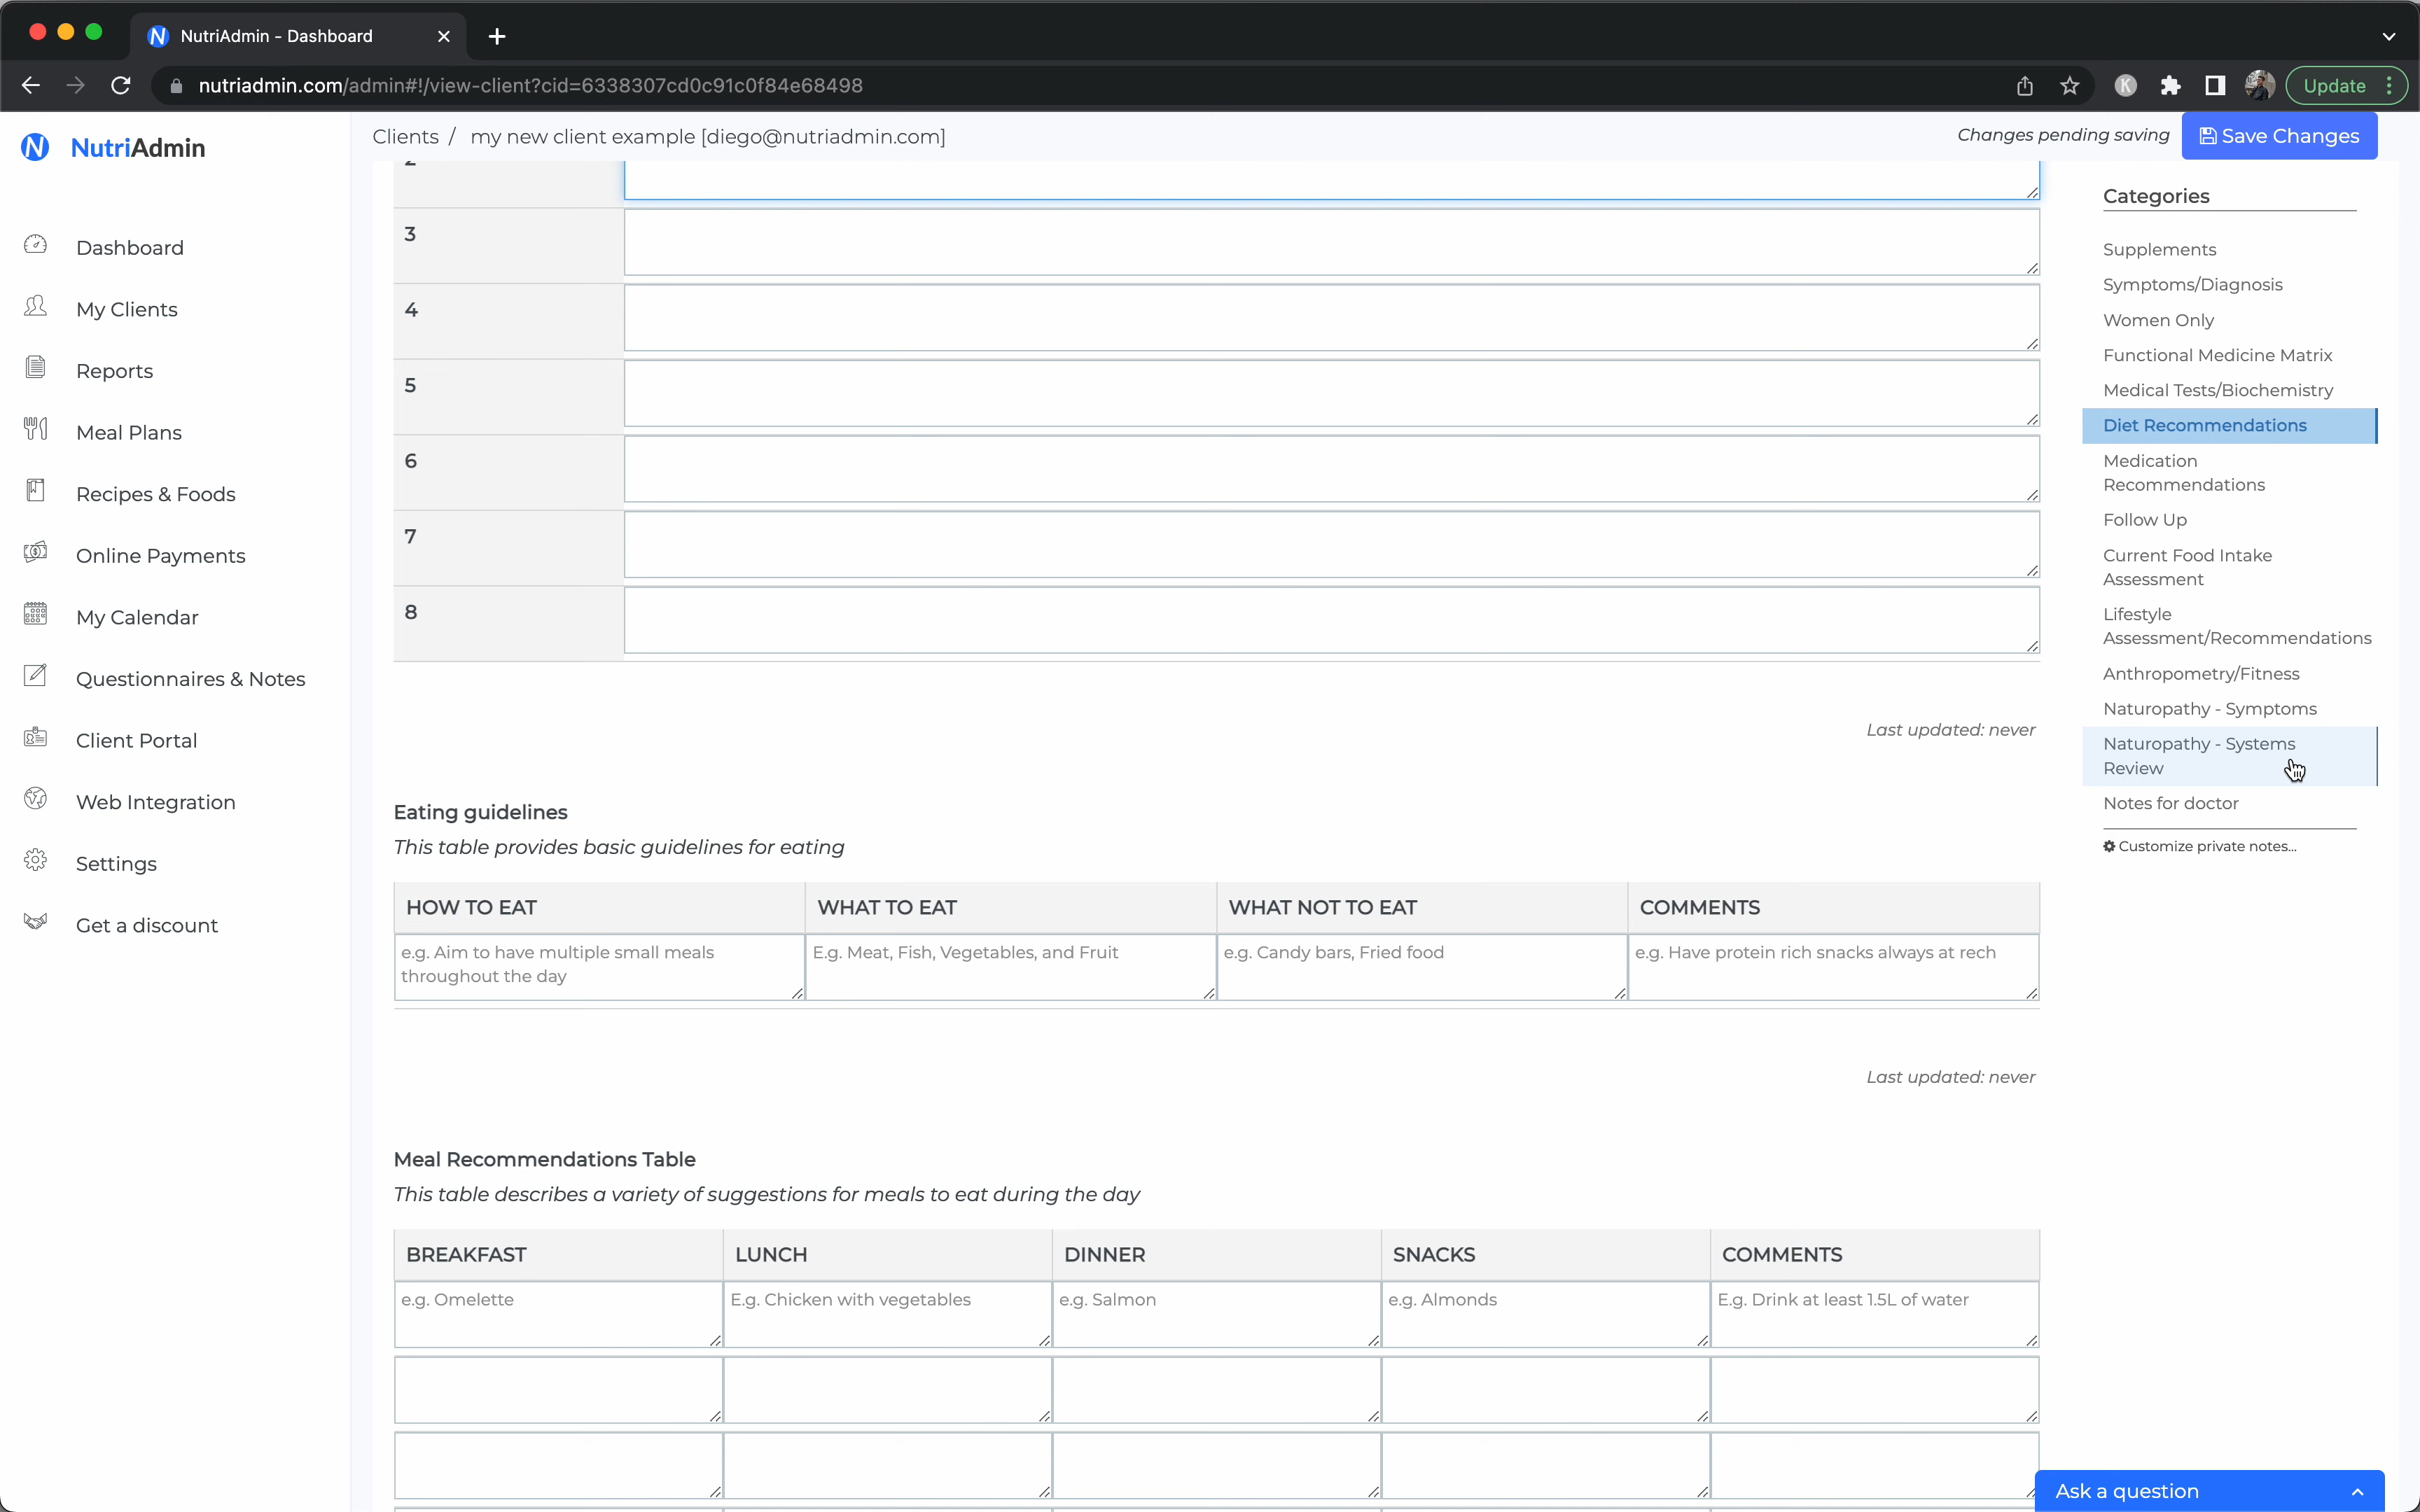 NutriAdmin - Dashboard
nutriadmin.com/admin#!/view-client?cid=6338307cd0c91c0f84e68498
K
Update
NutriAdmin
Clients / my new client example [diego@nutriadmin.com]
Changes pending saving
Save Changes
Dashboard
My Clients
Reports
Meal Plans
Recipes & Foods
Online Payments
My Calendar
Questionnaires & Notes
Client Portal
Web Integration
Settings
Get a discount
2
3
4
5
6
7
8
Last updated: never
Eating guidelines
This table provides basic guidelines for eating
HOW TO EAT WHAT TO EAT WHAT NOT TO EAT COMMENTS
e.g. Aim to have multiple small meals
throughout the day
E.g. Meat, Fish, Vegetables, and Fruit
e.g. Candy bars, Fried food
e.g. Have protein rich snacks always at rech
Last updated: never
Meal Recommendations Table
This table describes a variety of suggestions for meals to eat during the day
BREAKFAST LUNCH DINNER SNACKS COMMENTS
e.g. Omelette E.g. Chicken with vegetables e.g. Salmon e.g. Almonds E.g. Drink at least 1.5L of water
Categories
Supplements
Symptoms/Diagnosis
Women Only
Functional Medicine Matrix
Medical Tests/Biochemistry
Diet Recommendations
Medication
Recommendations
Follow Up
Current Food Intake
Assessment
Lifestyle
Assessment/Recommendations
Anthropometry/Fitness
Naturopathy - Symptoms
Naturopathy - Systems
Review
Notes for doctor
Customize private notes...
Ask a question